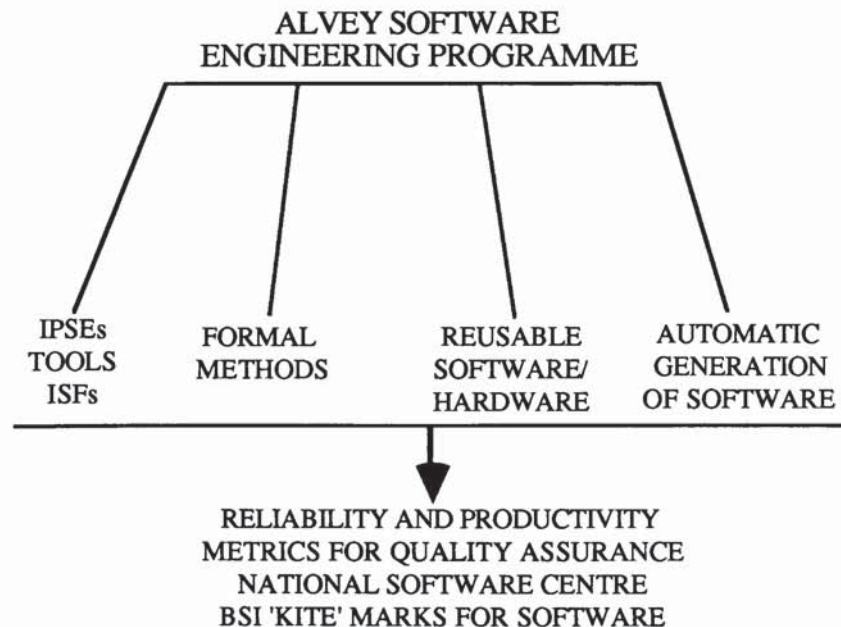 ALVEY SOFTWARE
ENGINEERING PROGRAMME
IPSEs
TOOLS
ISFs
FORMAL
METHODS
REUSABLE
SOFTWARE/
HARDWARE
AUTOMATIC
GENERATION
OF SOFTWARE
RELIABILITY AND PRODUCTIVITY
METRICS FOR QUALITY ASSURANCE
NATIONAL SOFTWARE CENTRE
BSI 'KITE' MARKS FOR SOFTWARE